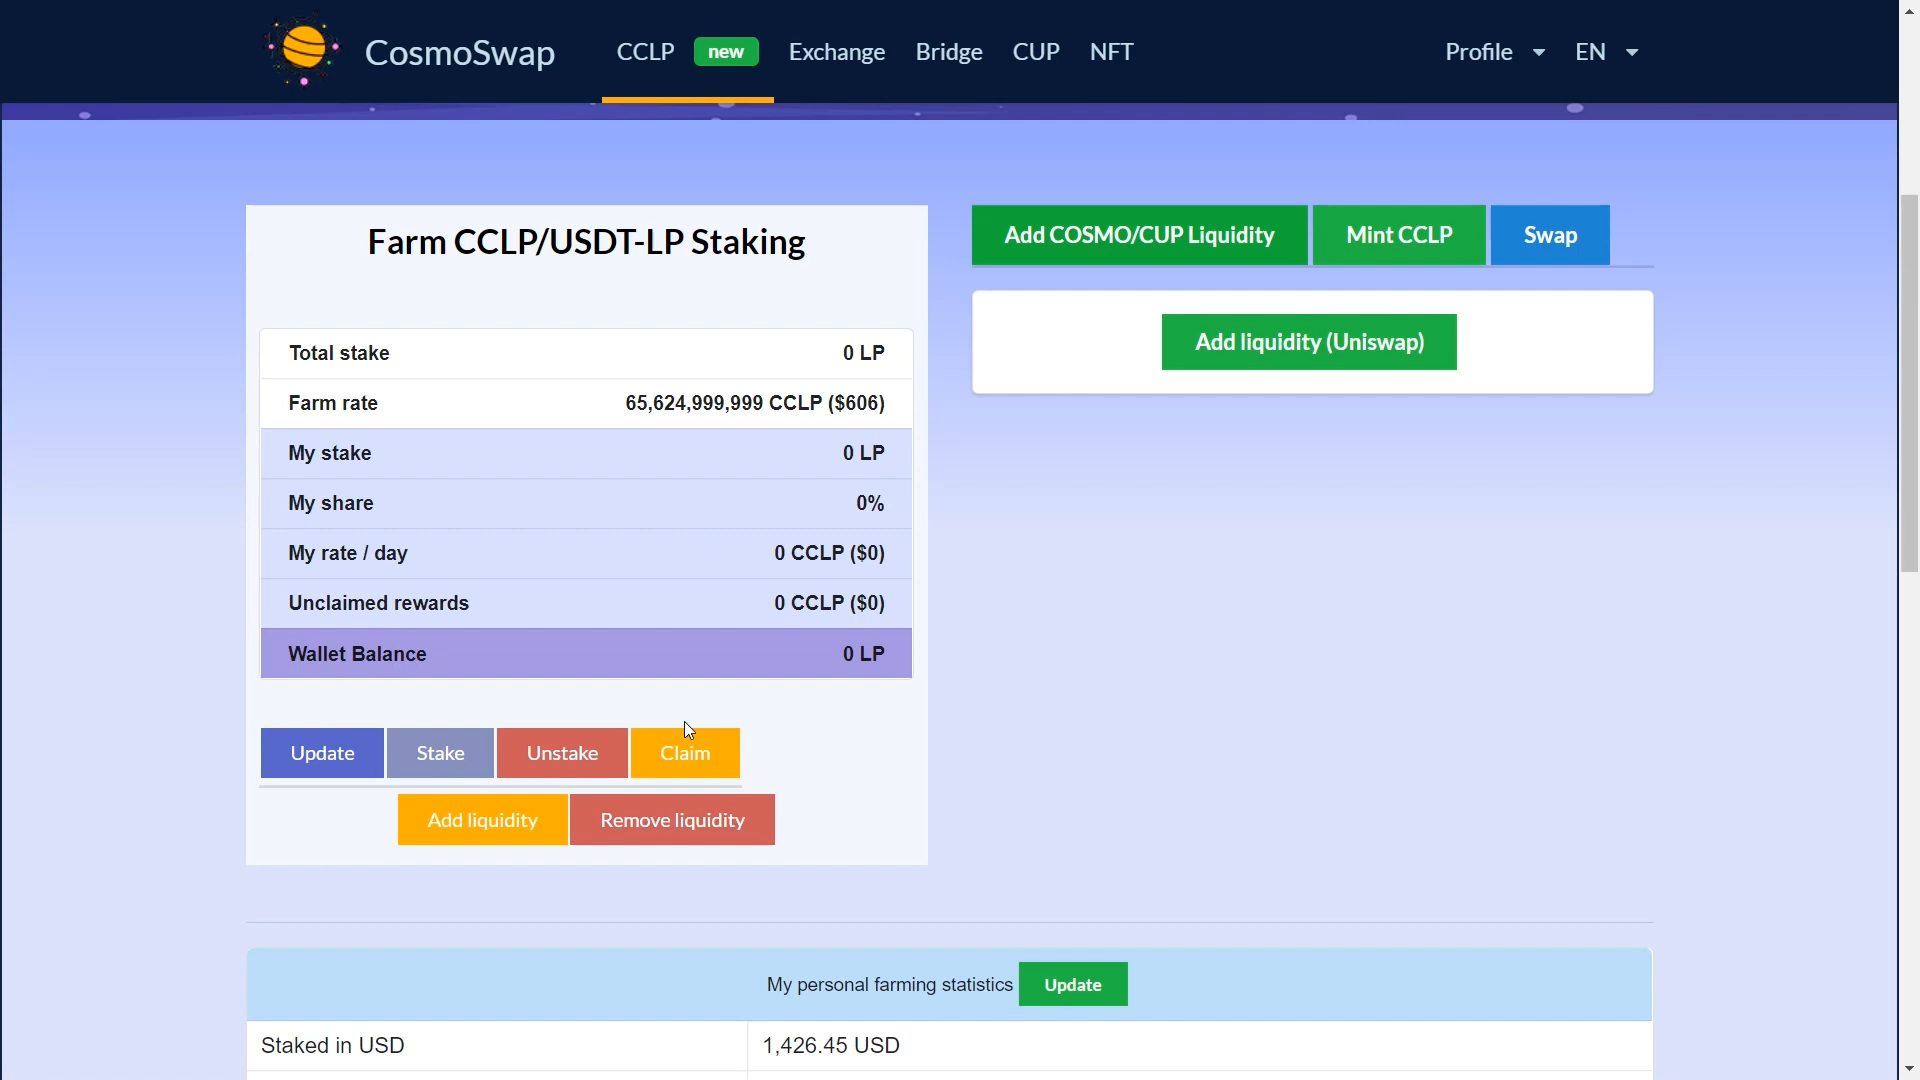 CosmoSwap CCLP new Exchange Bridge CUP NFT Profile EN
Farm CCLP/USDT-LP Staking
Add COSMO/CUP Liquidity Mint CCLP Swap
Add liquidity (Uniswap)
Total stake 0 LP
Farm rate 65,624,999,999 CCLP ($606)
My stake 0 LP
My share 0%
My rate / day 0 CCLP ($0)
Unclaimed rewards 0 CCLP ($0)
Wallet Balance 0 LP
Update Stake Unstake Claim
Add liquidity Remove liquidity
My personal farming statistics Update
Staked in USD 1,426.45 USD